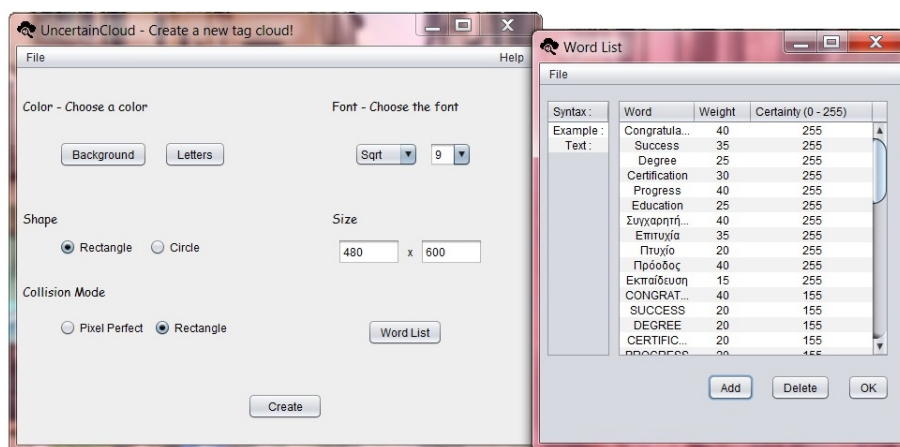 UncertainCloud - Create a new tag cloud!
File Help
Color - Choose a color Font - Choose the font
Background Letters Sqrt 9
Shape Size
Rectangle Circle 480 x 600
Collision Mode
Pixel Perfect Rectangle Word List
Create
Word List
File
Syntax : Word Weight Certainty (0 - 255)
Example : Congratula... 40 255
Text : Success 35 255
Degree 25 255
Certification 30 255
Progress 40 255
Education 25 255
Συγχαρητή... 40 255
Επιτυχία 35 255
Πτυχίο 20 255
Πρόοδος 40 255
Εκπαίδευση 15 255
CONGRAT... 40 155
SUCCESS 20 155
DEGREE 20 155
CERTIFIC... 20 155
PROGRESS 20 155
Add Delete OK